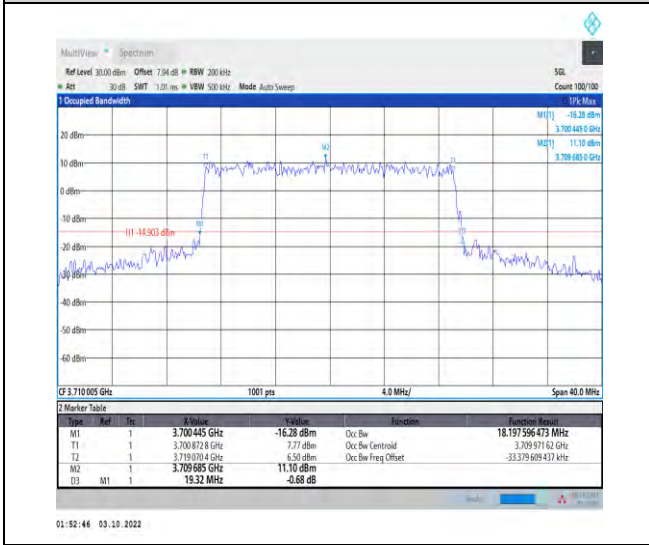 MultiView Spectrum
Ref Level 30.00 dBm Offset 7.94 dB RBW 200 kHz SGL
Att 30 dB SWT 1.01 ms VBW 500 kHz Mode Auto Sweep Count 100/100
1 Occupied Bandwidth 1Pk Max
M1[1] -16.28 dBm
3.700 445 0 GHz
M2[1] 11.10 dBm
3.709 685 0 GHz
20 dBm
10 dBm
T1
M2
0 dBm
-10 dBm
M1
H1 -14.903 dBm
-20 dBm
-30 dBm
-40 dBm
-50 dBm
-60 dBm
CF 3.710 005 GHz 1001 pts 4.0 MHz/ Span 40.0 MHz
2 Marker Table
Type Ref Trc X-Value Y-Value Function Function Result
M1 1 3.700 445 GHz -16.28 dBm Occ Bw 18.197 596 473 MHz
T1 1 3.700 872 8 GHz 7.77 dBm Occ Bw Centroid 3.709 971 62 GHz
T2 1 3.719 070 4 GHz 6.50 dBm Occ Bw Freq Offset -33.379 609 437 kHz
M2 1 3.709 685 GHz 11.10 dBm
D3 M1 1 19.32 MHz -0.68 dB
01:52:46 03.10.2022